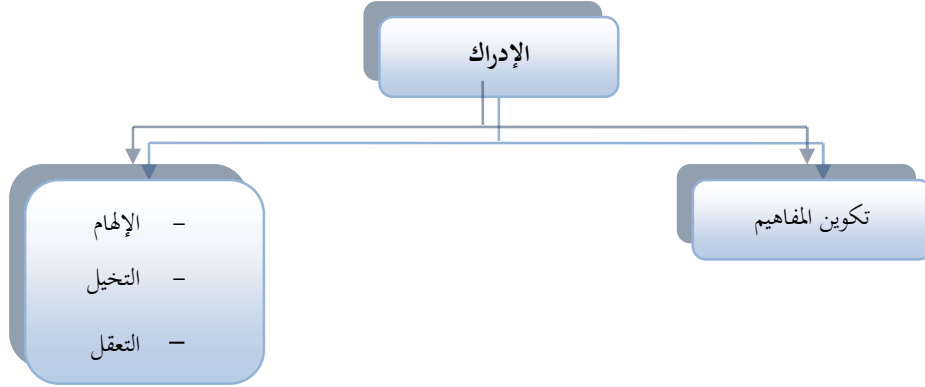 الإدراك
تكوين المفاهيم
- الإلهام
- التخيل
- التعقل